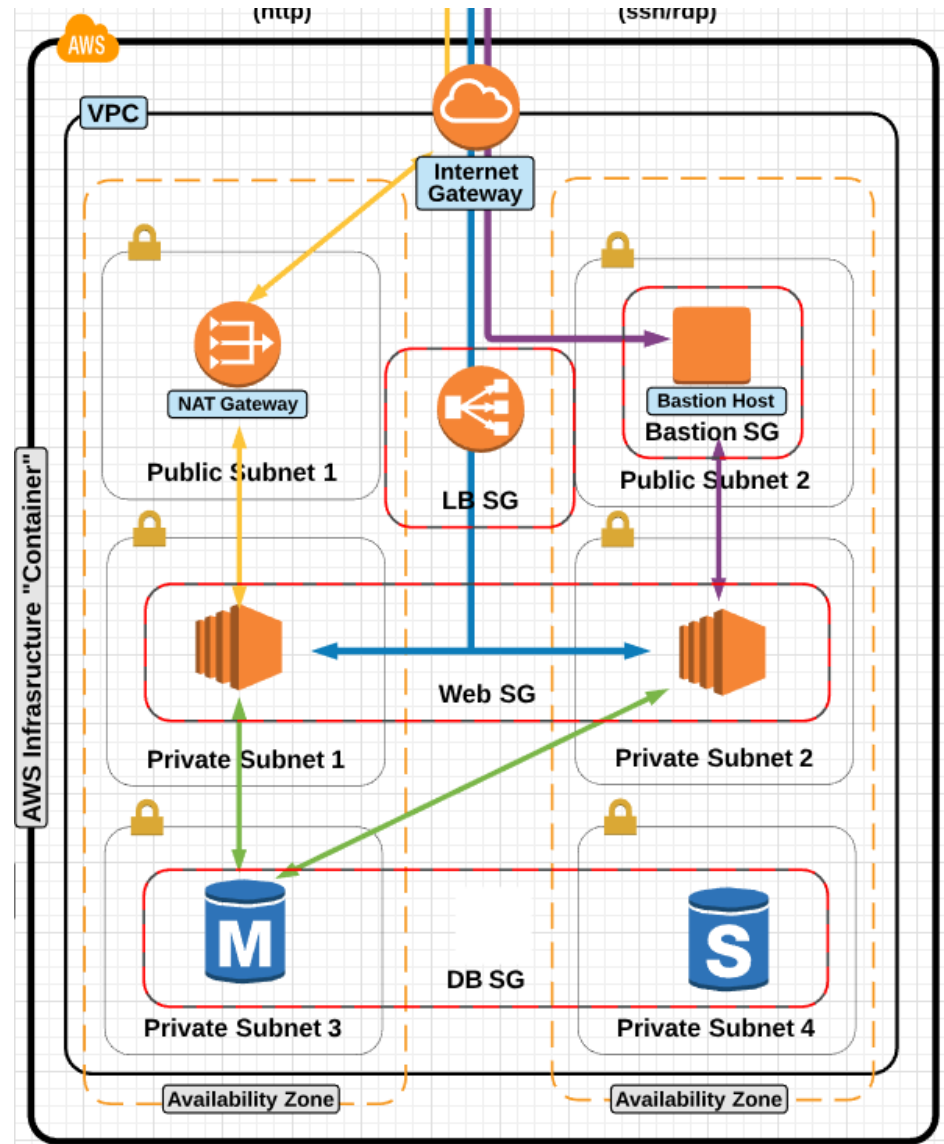 (http)
(ssh/rdp)
AWS
VPC
Internet
Gateway
NAT Gateway
Bastion Host
Bastion SG
Public Subnet 1
LB SG
Public Subnet 2
AWS Infrasructure "Container"
Web SG
Private Subnet 1
Private Subnet 2
M
S
DB SG
Private Subnet 3
Private Subnet 4
Availability Zone
Availability Zone